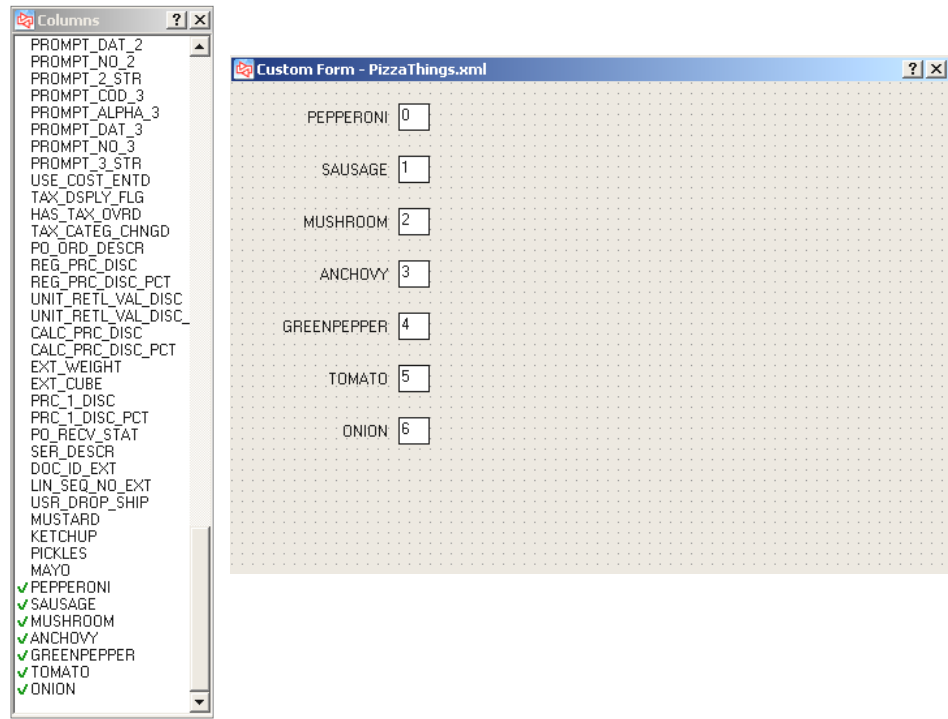 Columns
PROMPT_DAT_2
PROMPT_NO_2
PROMPT_2_STR
PROMPT_COD_3
PROMPT_ALPHA_3
PROMPT_DAT_3
PROMPT_NO_3
PROMPT_3_STR
USE_COST_ENTD
TAX_DSPLY_FLG
HAS_TAX_OVRD
TAX_CATEG_CHNGD
PO_ORD_DESCR
REG_PRC_DISC
REG_PRC_DISC_PCT
UNIT_RETL_VAL_DISC
UNIT_RETL_VAL_DISC_
CALC_PRC_DISC
CALC_PRC_DISC_PCT
EXT_WEIGHT
EXT_CUBE
PRC_1_DISC
PRC_1_DISC_PCT
PO_RECV_STAT
SER_DESCR
DOC_ID_EXT
LIN_SEQ_NO_EXT
USR_DROP_SHIP
MUSTARD
KETCHUP
PICKLES
MAYO
PEPPERONI
SAUSAGE
MUSHROOM
ANCHOVY
GREENPEPPER
TOMATO
ONION
Custom Form - PizzaThings.xml
PEPPERONI 0
SAUSAGE 1
MUSHROOM 2
ANCHOVY 3
GREENPEPPER 4
TOMATO 5
ONION 6